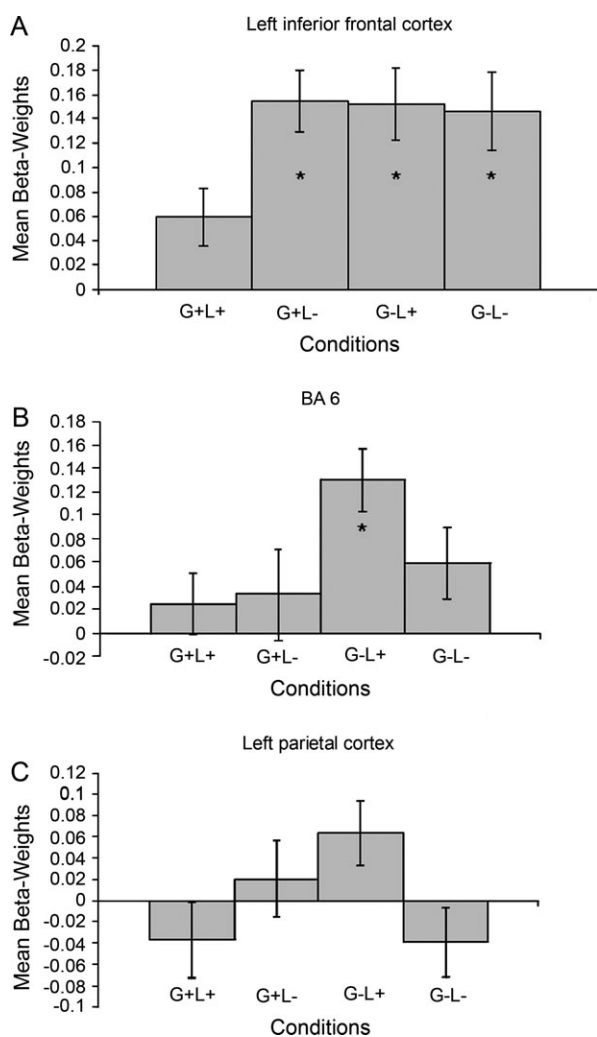 A
Left inferior frontal cortex
Mean Beta-Weights
0.2
0.18
0.16
0.14
0.12
0.1
0.08
0.06
0.04
0.02
0
* * *
G+L+ G+L- G-L+ G-L-
Conditions
B
BA 6
Mean Beta-Weights
0.18
0.16
0.14
0.12
0.1
0.08
0.06
0.04
0.02
0
-0.02
*
G+L+ G+L- G-L+ G-L-
Conditions
C
Left parietal cortex
Mean Beta-Weights
0.12
0.1
0.08
0.06
0.04
0.02
0
-0.02
-0.04
-0.06
-0.08
-0.1
G+L+ G+L- G-L+ G-L-
Conditions